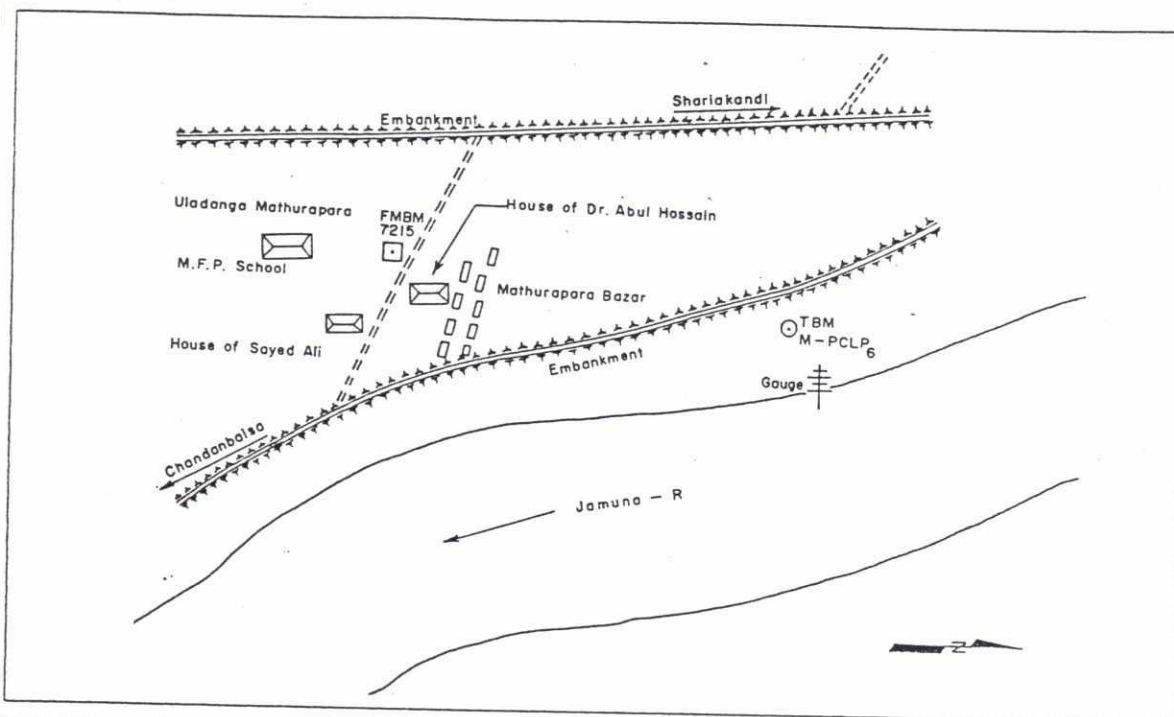 Shariakandi
Embankment
Uladanga Mathurapara
FMBM
7215
House of Dr. Abul Hossain
M.F.P. School
Mathurapara Bazar
House of Sayed Ali
TBM
M-PCLP6
Embankment
Gauge
Chandanbaisa
Jamuna - R
N